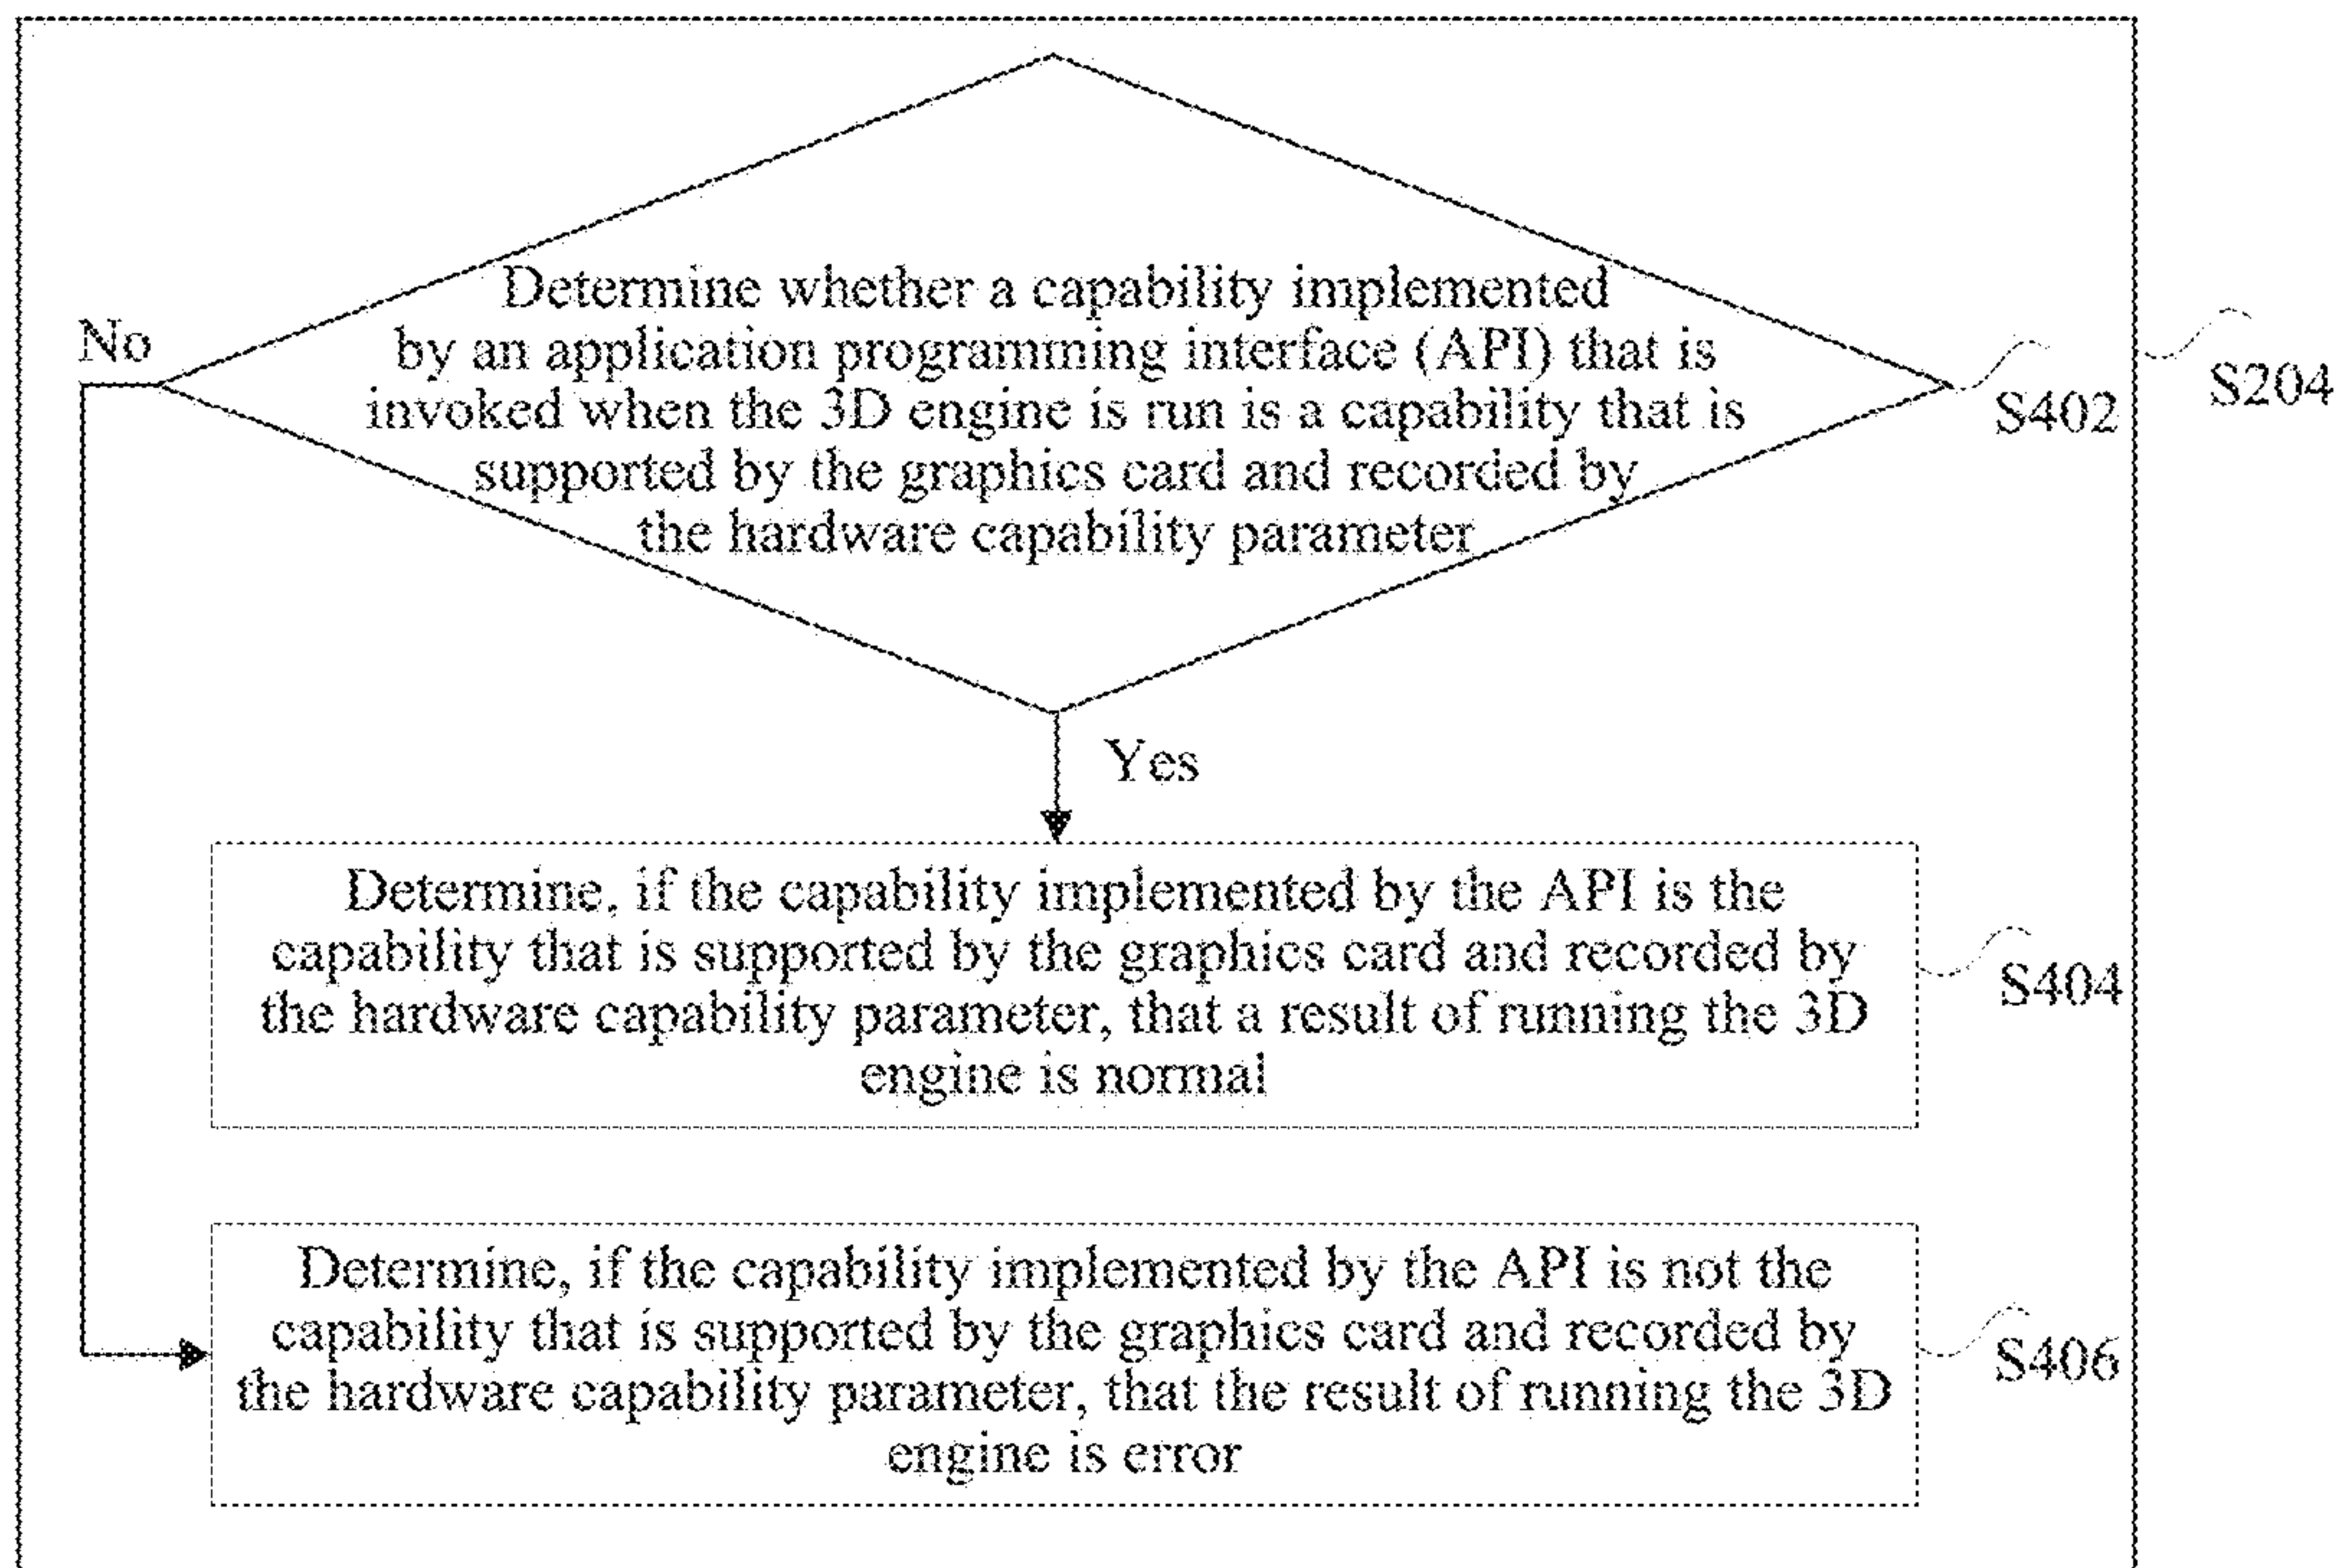 Determine whether a capability implemented
by an application programming interface (API) that is
invoked when the 3D engine is run is a capability that is
supported by the graphics card and recorded by
the hardware capability parameter
No
S402
S204
Yes
Determine, if the capability implemented by the API is the
capability that is supported by the graphics card and recorded by
the hardware capability parameter, that a result of running the 3D
engine is normal
S404
Determine, if the capability implemented by the API is not the
capability that is supported by the graphics card and recorded by
the hardware capability parameter, that the result of running the 3D
engine is error
S406